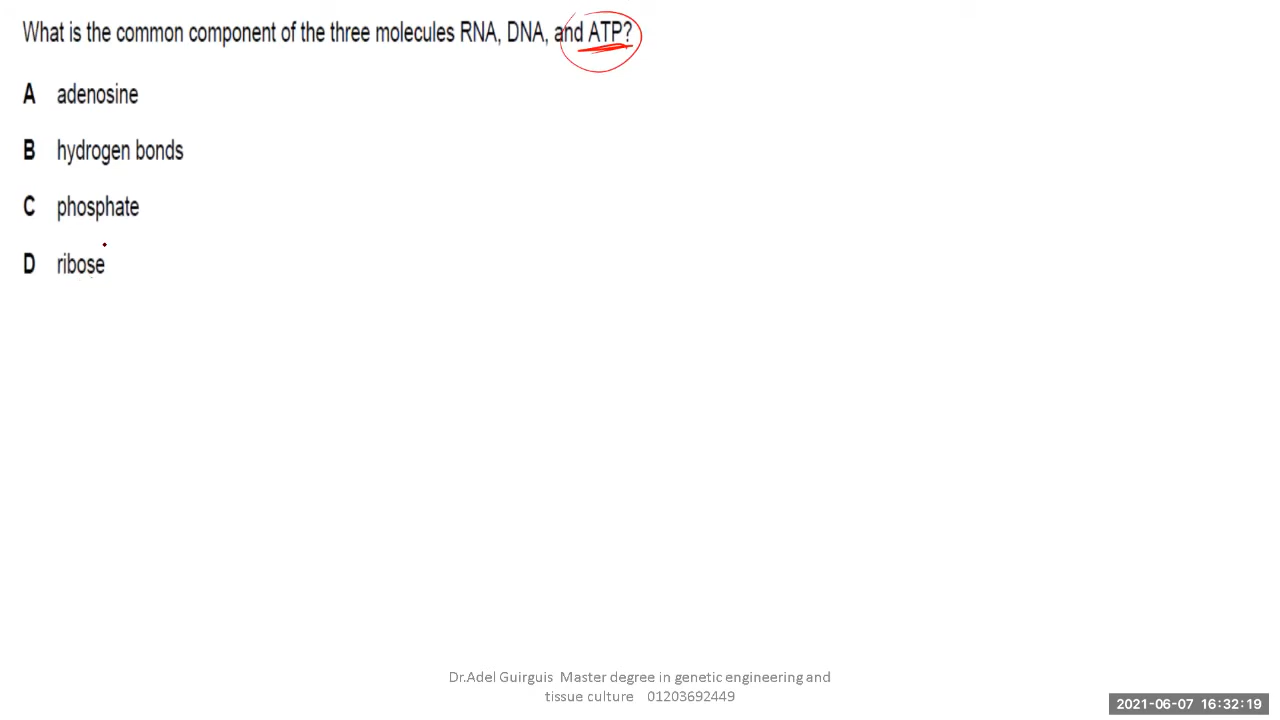 What is the common component of the three molecules RNA, DNA, and ATP?
A adenosine
B hydrogen bonds
C phosphate
D ribose
Dr.Adel Guirguis Master degree in genetic engineering and
tissue culture 01203692449
2021-06-07 16:32:19